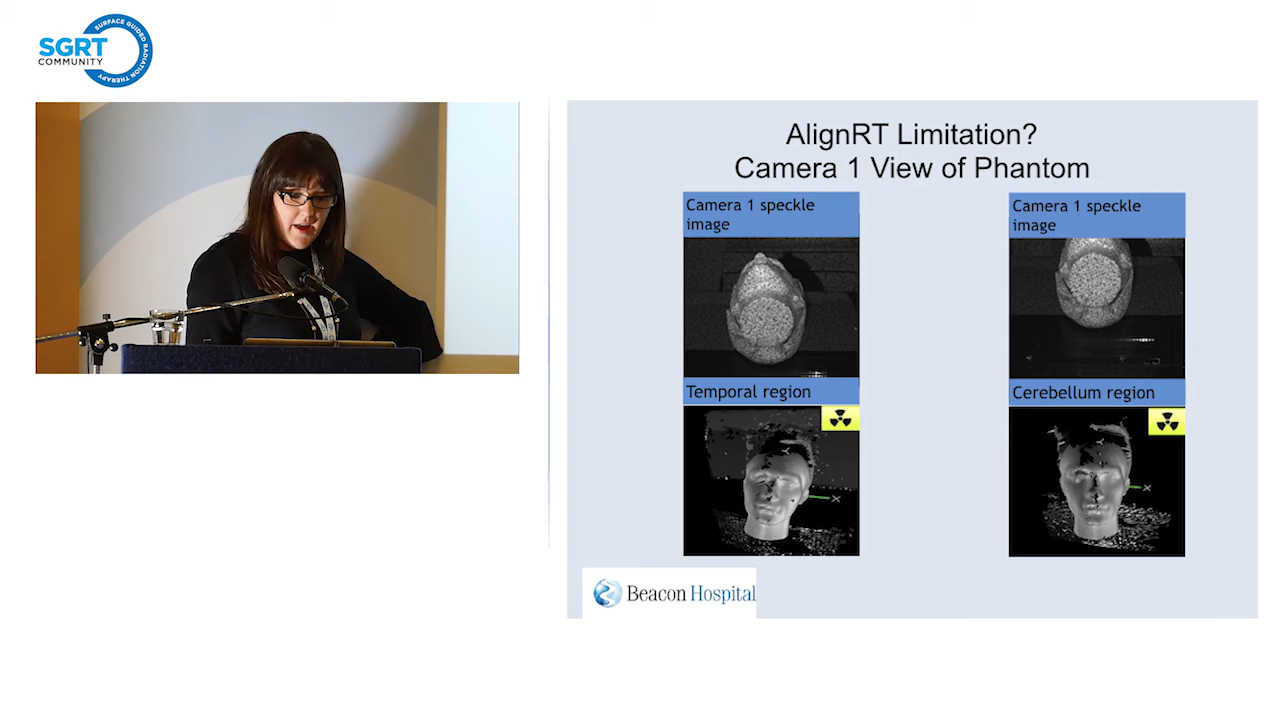 SURFACE GUIDED RADIATION THERAPY
SGRT
COMMUNITY
AlignRT Limitation?
Camera 1 View of Phantom
Camera 1 speckle
image
Temporal region
Camera 1 speckle
image
Cerebellum region
Beacon Hospital